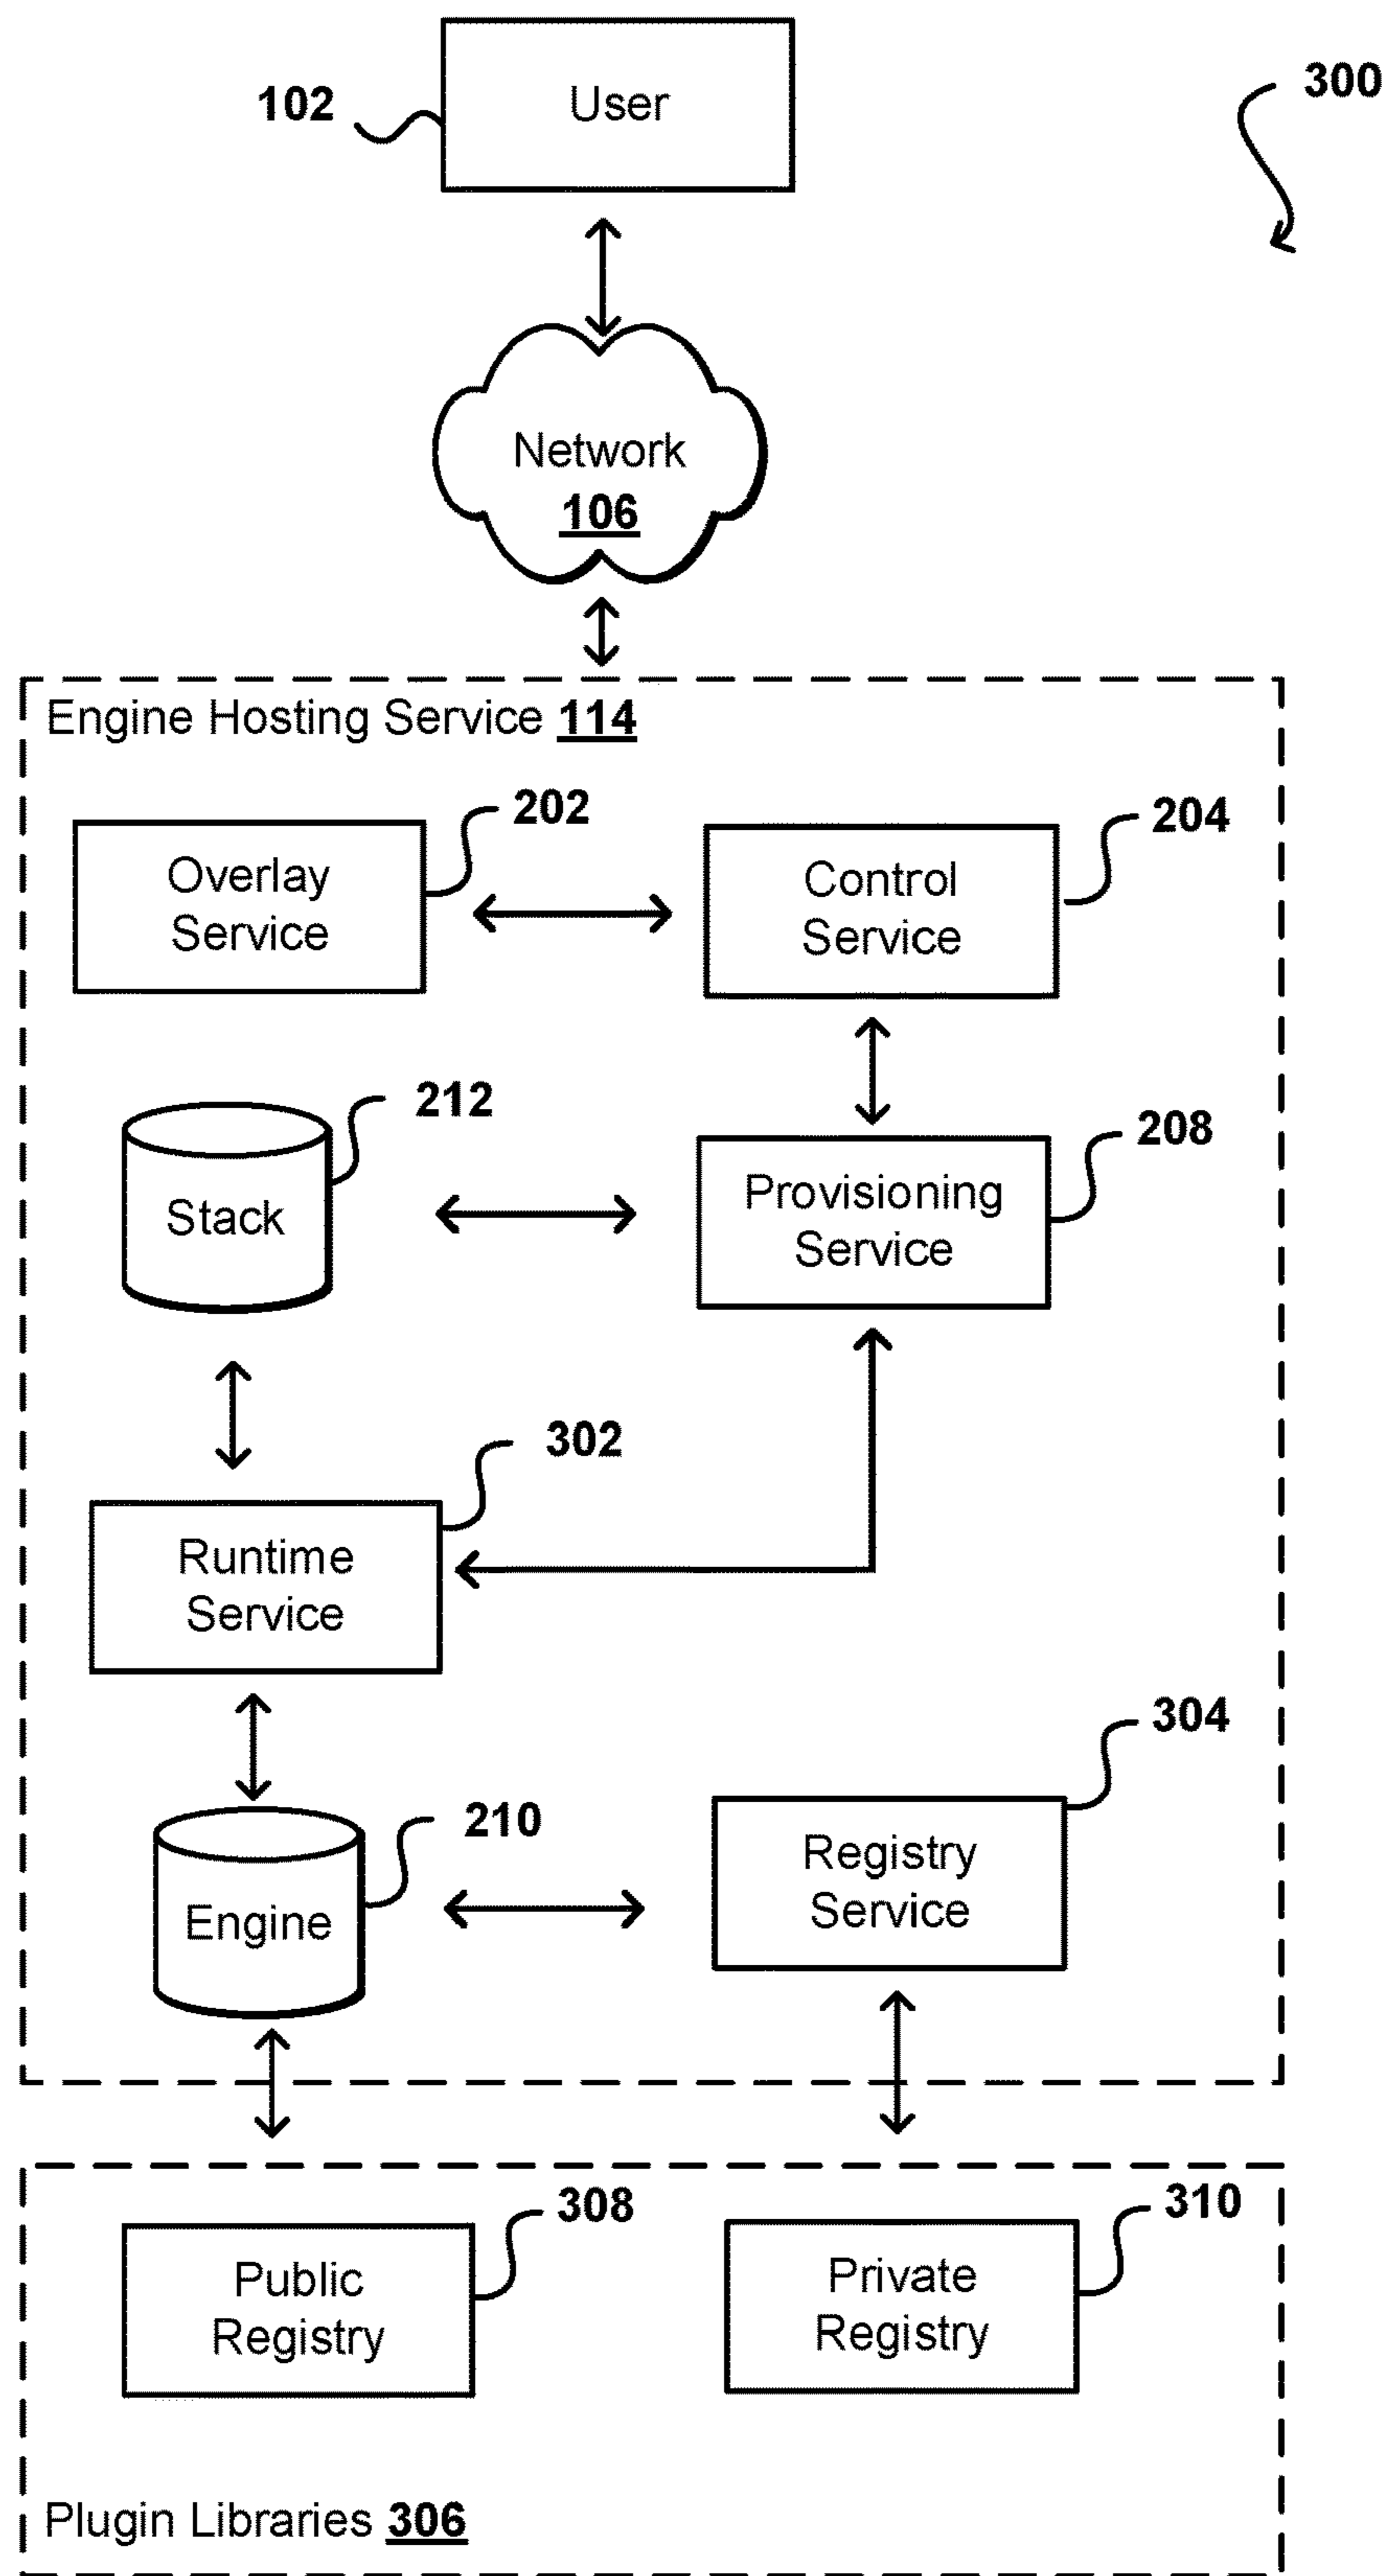 300
102
User
Network
106
Engine Hosting Service 114
202
204
Overlay
Service
Control
Service
212
208
Stack
Provisioning
Service
302
Runtime
Service
304
210
Engine
Registry
Service
308
310
Public
Registry
Private
Registry
Plugin Libraries 306